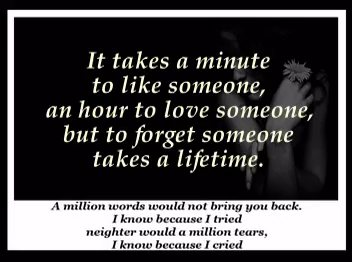 It takes a minute
to like someone,
an hour to love someone,
but to forget someone
takes a lifetime.
A million words would not bring you back.
I know because I tried
neighter would a million tears,
I know because I cried